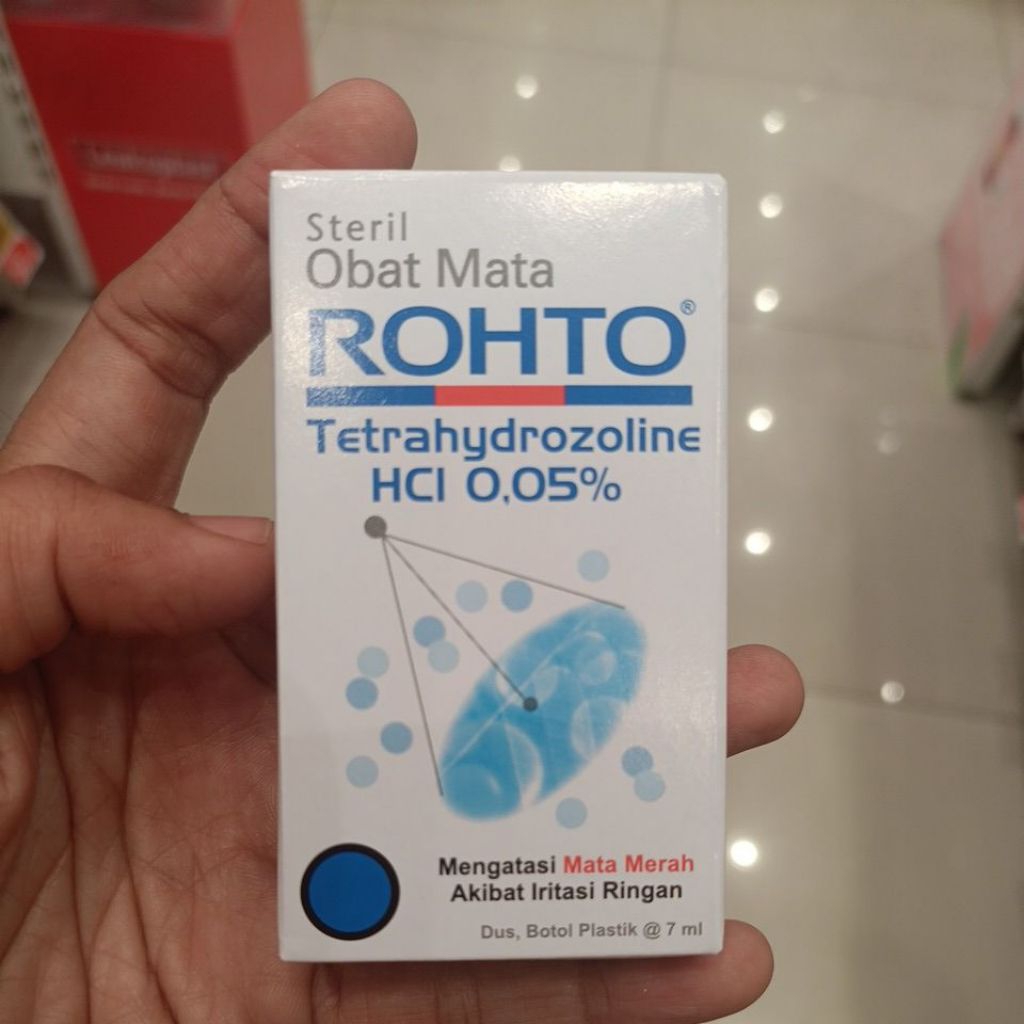 Steril
Obat Mata
ROHTO®
Tetrahydrozoline
HCl 0,05%
Mengatasi Mata Merah
Akibat Iritasi Ringan
Dus, Botol Plastik @ 7 ml